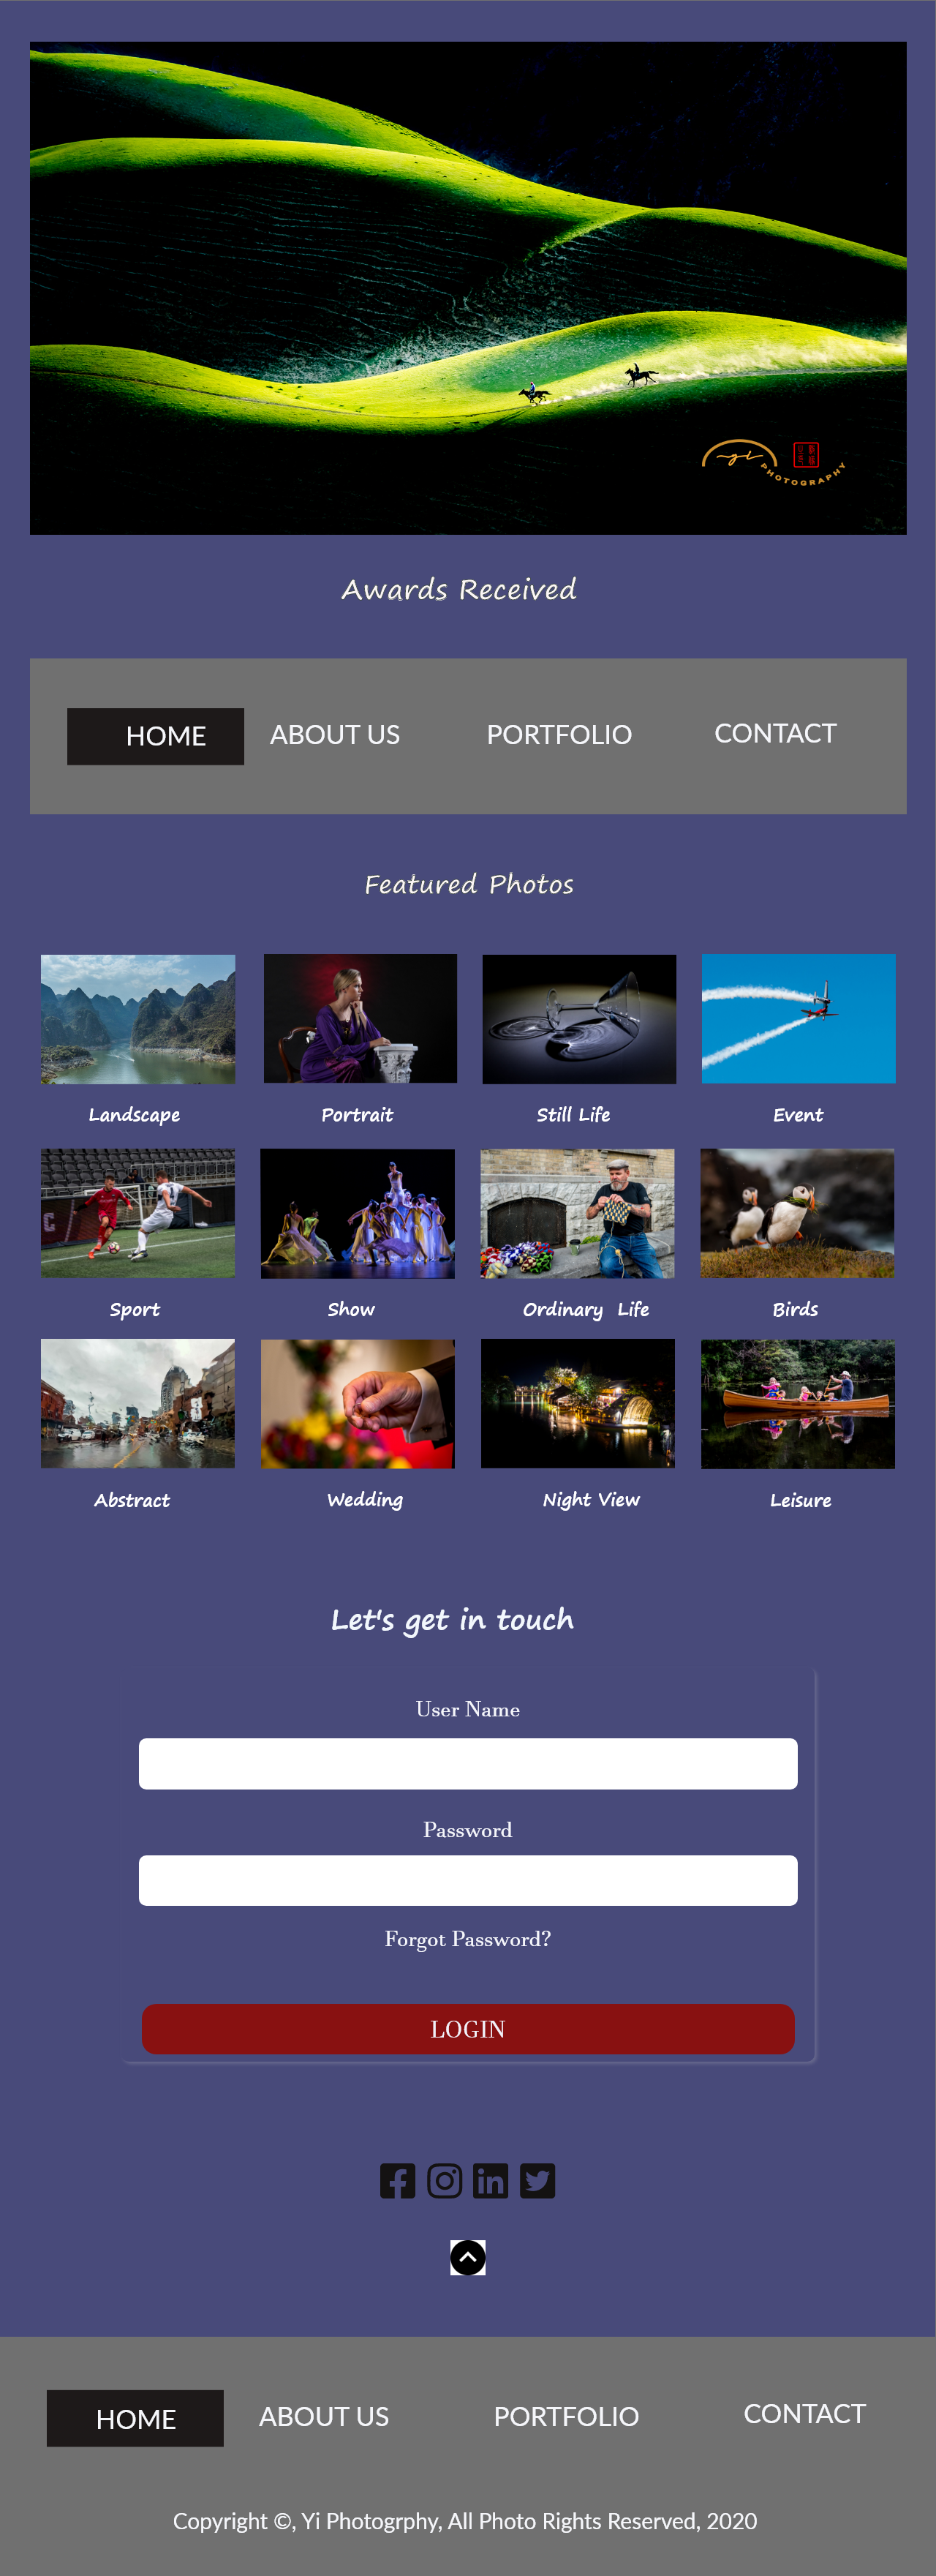 yi
PHOTOGRAPHY
Awards Received
HOME ABOUT US PORTFOLIO CONTACT
Featured Photos
Landscape Portrait Still Life Event
Sport Show Ordinary Life Birds
Abstract Wedding Night View Leisure
Let's get in touch
User Name
Password
Forgot Password?
LOGIN
HOME ABOUT US PORTFOLIO CONTACT
Copyright ©, Yi Photogrphy, All Photo Rights Reserved, 2020